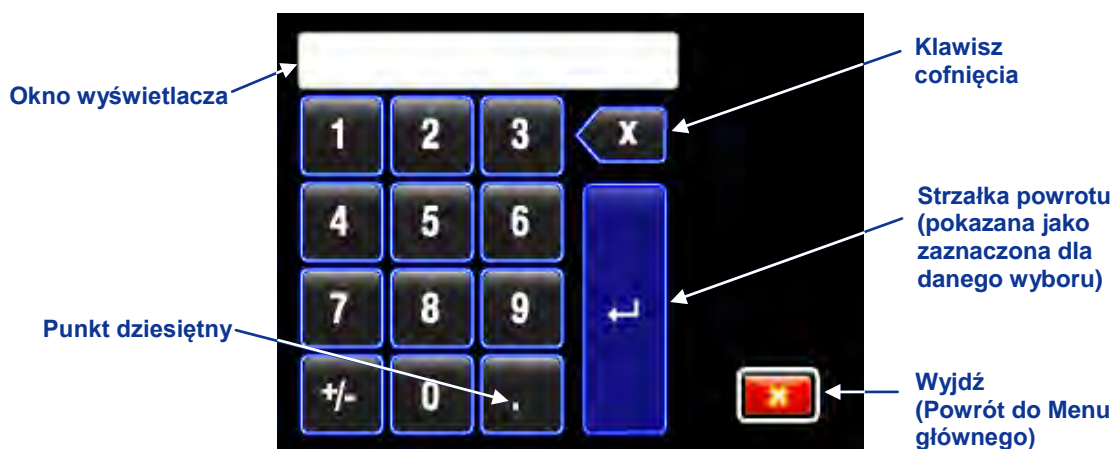 Klawisz
cofnięcia
Okno wyświetlacza
1 2 3 X
4 5 6
Strzałka powrotu
(pokazana jako
zaznaczona dla
danego wyboru)
7 8 9
Punkt dziesiętny
+/- 0 .
Wyjdź
(Powrót do Menu
głównego)